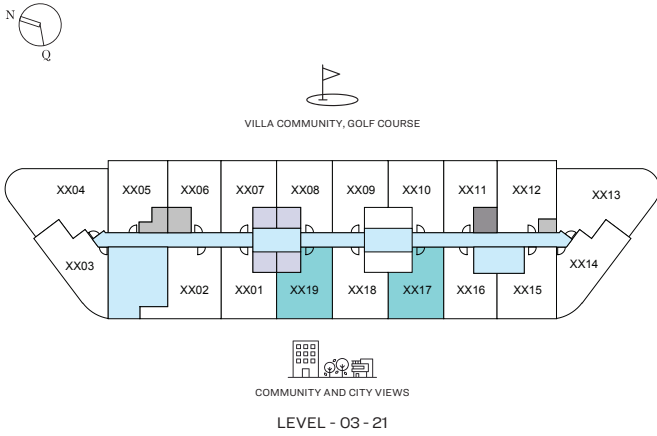 N
Q
VILLA COMMUNITY, GOLF COURSE
XX04 XX05 XX06 XX07 XX08 XX09 XX10 XX11 XX12 XX13
XX03 XX02 XX01 XX19 XX18 XX17 XX16 XX15 XX14
COMMUNITY AND CITY VIEWS
LEVEL - 03 - 21